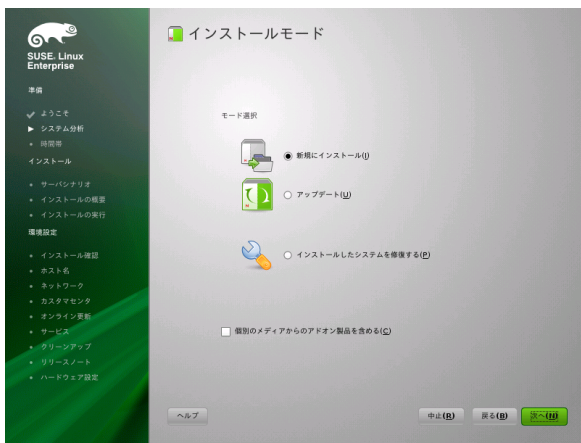 SUSE. Linux
Enterprise
準備
ようこそ
システム分析
時間帯
インストール
サーバシナリオ
インストールの概要
インストールの実行
環境設定
インストール確認
ホスト名
ネットワーク
カスタマセンタ
オンライン更新
サービス
クリーンアップ
リリースノート
ハードウェア設定
インストールモード
モード選択
新規にインストール(I)
アップデート(U)
インストールしたシステムを修復する(P)
個別のメディアからのアドオン製品を含める(C)
ヘルプ
中止(R)
戻る(B)
次へ(N)